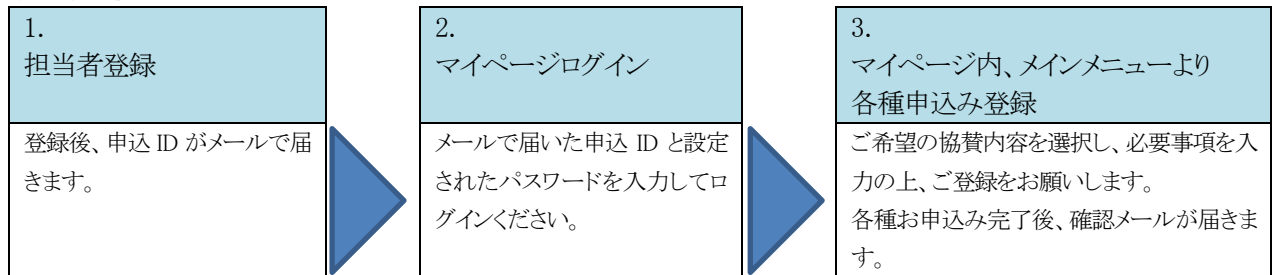 1.
担当者登録
登録後、申込 ID がメールで届
きます。
2.
マイページログイン
メールで届いた申込 ID と設定
されたパスワードを入力してロ
グインください。
3.
マイページ内、メインメニューより
各種申込み登録
ご希望の協賛内容を選択し、必要事項を入
力の上、ご登録をお願いします。
各種お申込み完了後、確認メールが届きま
す。